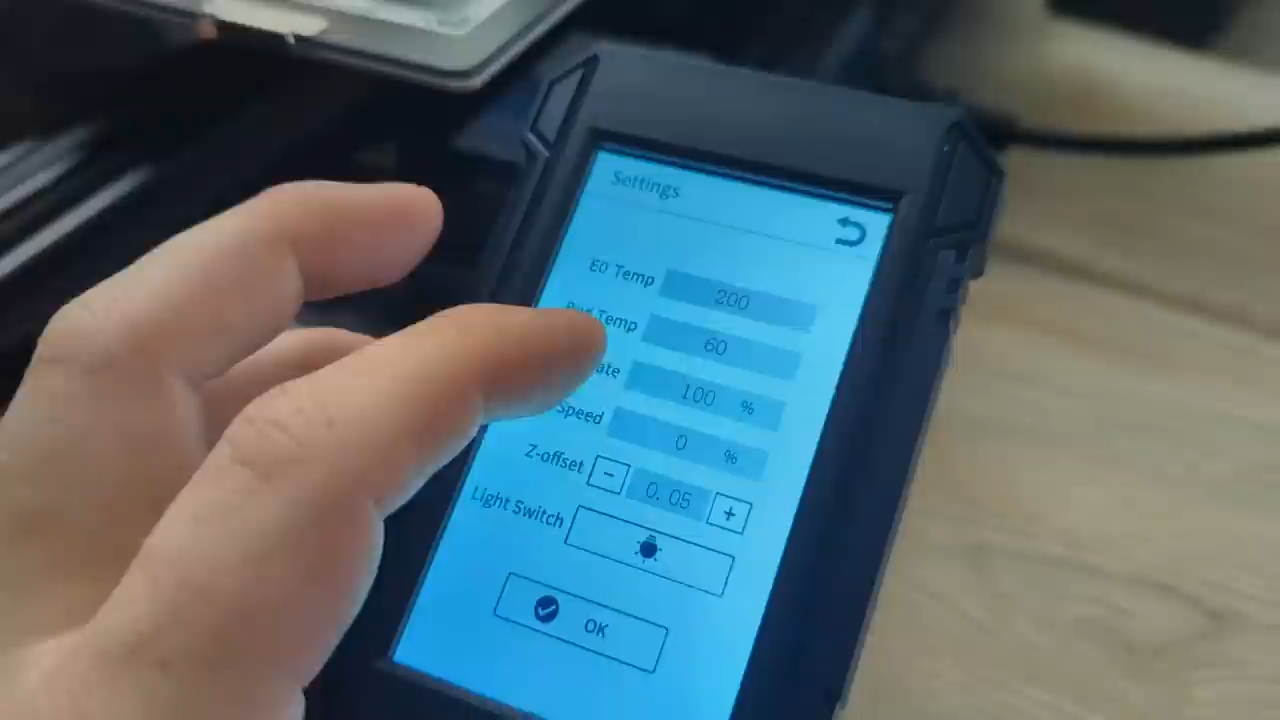 Settings
E0 Temp 200
Temp 60
100 %
Speed 0 %
Z-offset - 0.05 +
Light Switch
OK